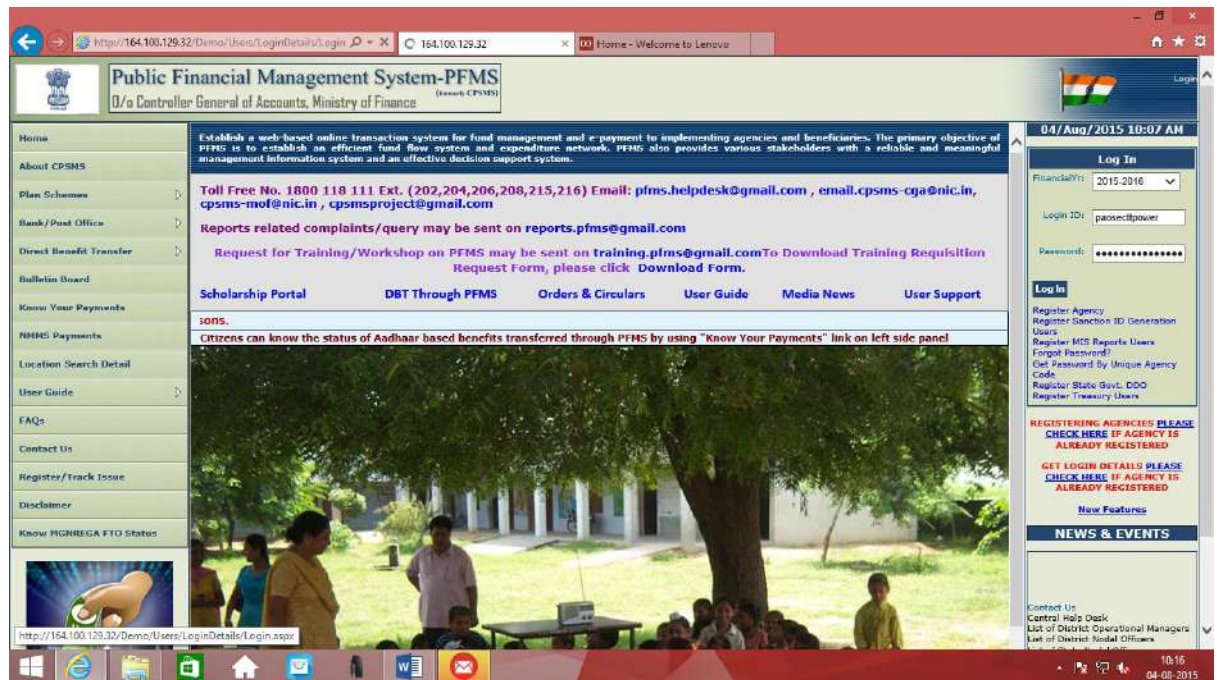 http://164.100.129.32/Demo/Users/LoginDetails/Login
164.100.129.32
Home - Welcome to Lenovo
Public Financial Management System-PFMS
(formerly CPSMS)
O/o Controller General of Accounts, Ministry of Finance
Login
Home
About CPSMS
Plan Schemes
Bank/Post Office
Direct Benefit Transfer
Bulletin Board
Know Your Payments
NMMS Payments
Location Search Detail
User Guide
FAQs
Contact Us
Register/Track Issue
Disclaimer
Know MGNREGA FTO Status
Establish a web-based online transaction system for fund management and e-payment to implementing agencies and beneficiaries. The primary objective of
PFMS is to establish an efficient fund flow system and expenditure network. PFMS also provides various stakeholders with a reliable and meaningful
management information system and an effective decision support system.
Toll Free No. 1800 118 111 Ext. (202,204,206,208,215,216) Email: pfms.helpdesk@gmail.com , email.cpsms-cga@nic.in,
cpsms-mof@nic.in , cpsmsproject@gmail.com
Reports related complaints/query may be sent on reports.pfms@gmail.com
Request for Training/Workshop on PFMS may be sent on training.pfms@gmail.comTo Download Training Requisition
Request Form, please click Download Form.
Scholarship Portal DBT Through PFMS Orders & Circulars User Guide Media News User Support
sons.
Citizens can know the status of Aadhaar based benefits transferred through PFMS by using "Know Your Payments" link on left side panel
04/Aug/2015 10:07 AM
Log In
FinancialYr: 2015-2016
Login ID: paosecttpower
Password:
Log In
Register Agency
Register Sanction ID Generation
Users
Register MIS Reports Users
Forgot Password?
Get Password By Unique Agency
Code
Register State Govt. DDO
Register Treasury Users
REGISTERING AGENCIES PLEASE
CHECK HERE IF AGENCY IS
ALREADY REGISTERED
GET LOGIN DETAILS PLEASE
CHECK HERE IF AGENCY IS
ALREADY REGISTERED
New Features
NEWS & EVENTS
Contact Us
Central Help Desk
List of District Operational Managers
List of District Nodal Officers
http://164.100.129.32/Demo/Users/LoginDetails/Login.aspx
10:16
04-08-2015